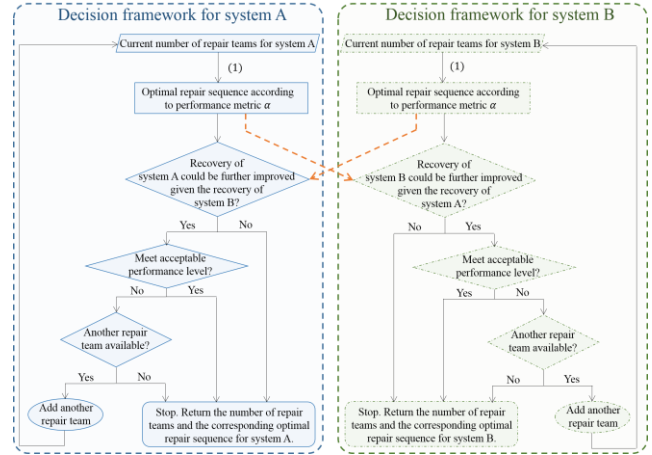 Decision framework for system A
Current number of repair teams for system A
(1)
Optimal repair sequence according
to performance metric α
Recovery of
system A could be further improved
given the recovery of
system B?
Yes
No
Meet acceptable
performance level?
No
Yes
Another repair
team available?
Yes
No
Add another
repair team
Stop. Return the number of repair
teams and the corresponding optimal
repair sequence for system A.
Decision framework for system B
Current number of repair teams for system B
(1)
Optimal repair sequence according
to performance metric α
Recovery of
system B could be further improved
given the recovery of
system A?
No
Yes
Meet acceptable
performance level?
Yes
No
Another repair
team available?
No
Yes
Stop. Return the number of repair
teams and the corresponding optimal
repair sequence for system B.
Add another
repair team